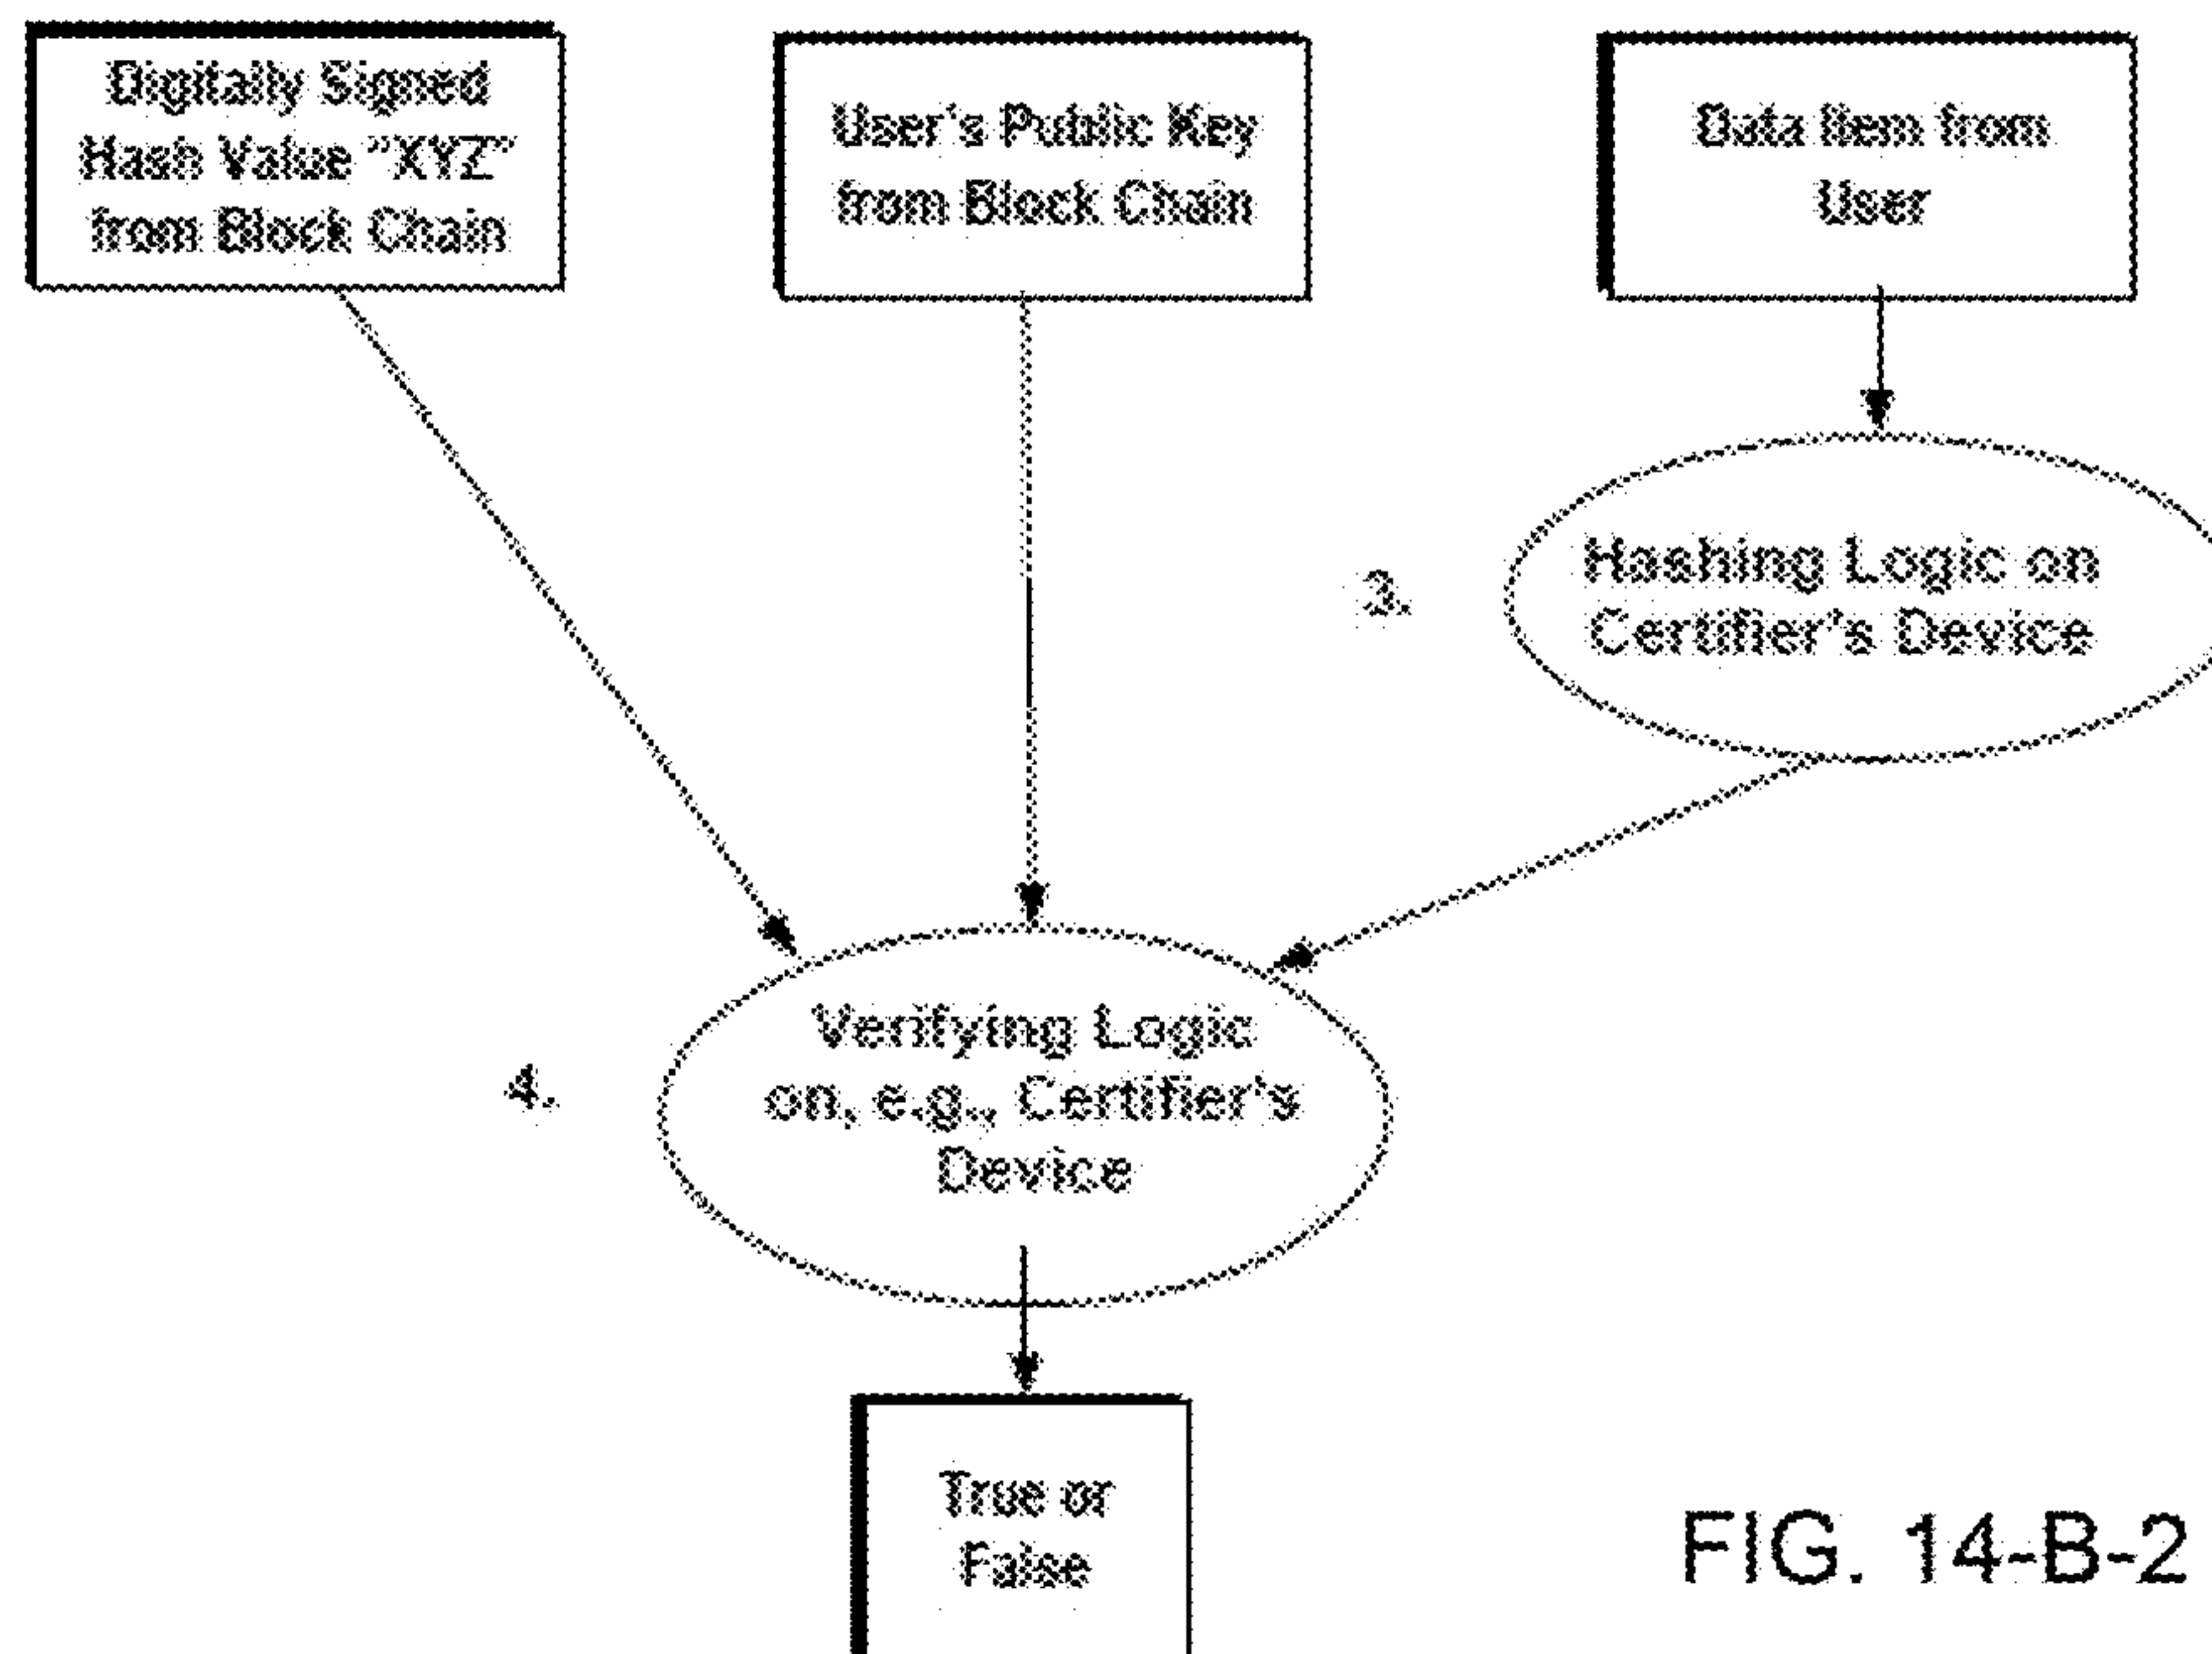 Digitally Signed
Hash Value "XYZ"
from Block Chain
User's Public Key
from Block Chain
Data Item from
User
3.
Hashing Logic on
Certifier's Device
4.
Verifying Logic
on, e.g., Certifier's
Device
True or
False
FIG. 14-B-2